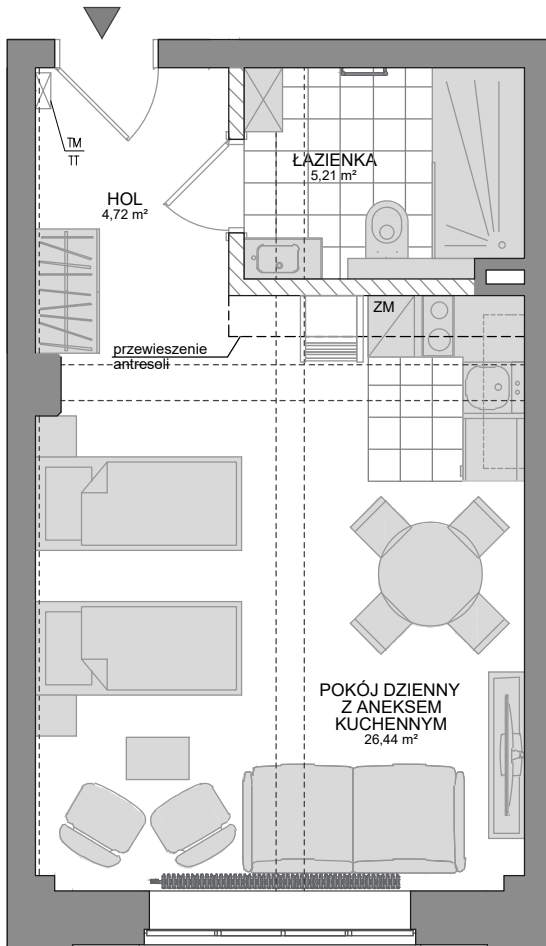 TM
TT
HOL
4,72 m²
ŁAZIENKA
5,21 m²
ZM
przewieszenie
antresoli
POKÓJ DZIENNY
Z ANEKSEM
KUCHENNYM
26,44 m²